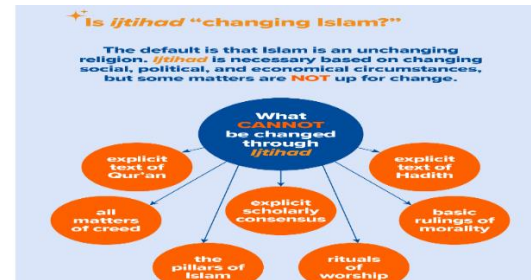 Is ijtihad “changing Islam?”
The default is that Islam is an unchanging
religion. Ijtihad is necessary based on changing
social, political, and economical circumstances,
but some matters are NOT up for change.
What
CANNOT
be changed
through
Ijtihad
explicit
text of
Qur'an
explicit
text of
Hadith
all
matters
of creed
explicit
scholarly
consensus
basic
rulings of
morality
the
pillars of
Islam
rituals
of
worship